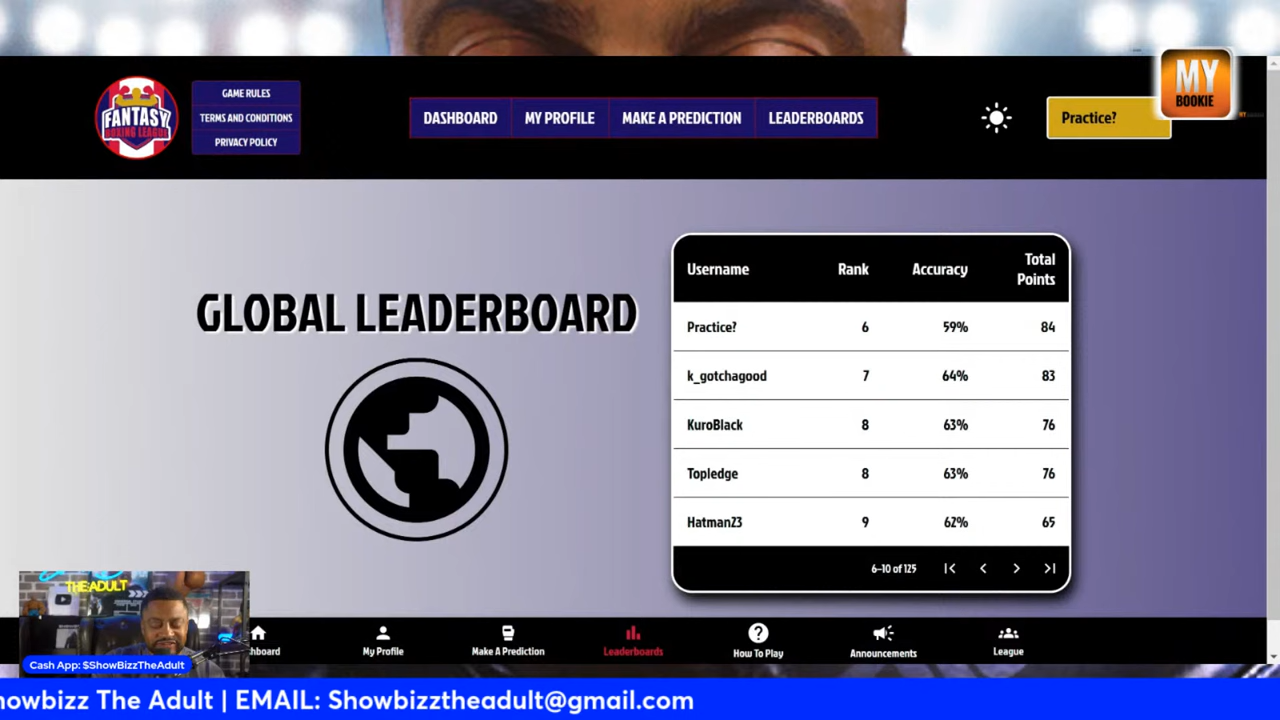 MY
BOOKIE
FANTASY
BOXING LEAGUE
GAME RULES
TERMS AND CONDITIONS
PRIVACY POLICY
DASHBOARD MY PROFILE MAKE A PREDICTION LEADERBOARDS
Practice?
GLOBAL LEADERBOARD
Username Rank Accuracy Total Points
Practice? 6 59% 84
k_gotchagood 7 64% 83
KuroBlack 8 63% 76
Topledge 8 63% 76
Hatman23 9 62% 65
6-10 of 125
THE ADULT
Cash App: $ShowBizzTheAdult
hboard My Profile Make A Prediction Leaderboards How To Play Announcements League
howbizz The Adult | EMAIL: Showbizztheadult@gmail.com